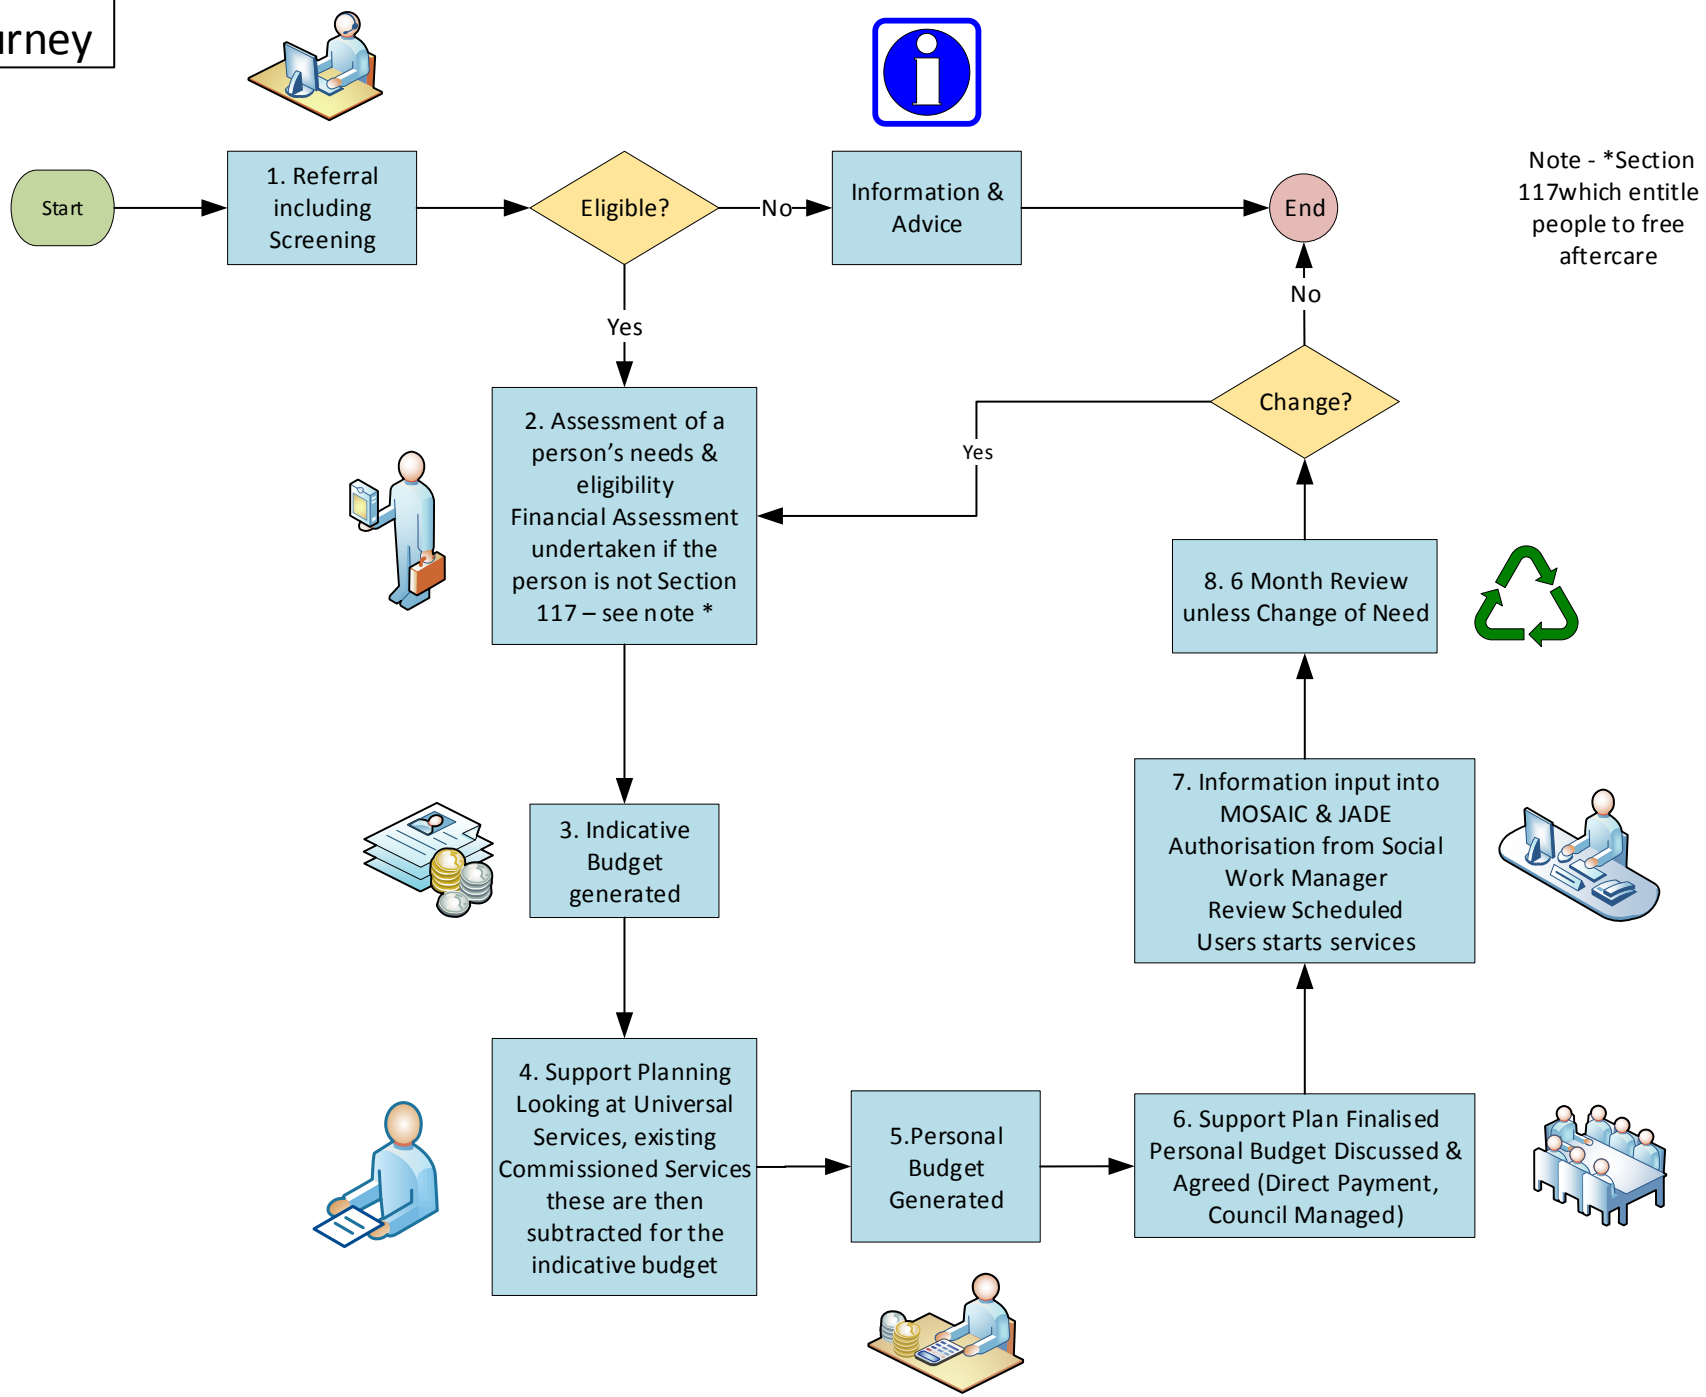 urney
Start
1. Referral
including
Screening
Eligible?
No
Information &
Advice
End
Note - *Section
117which entitle
people to free
aftercare
Yes
No
Change?
Yes
2. Assessment of a
person’s needs &
eligibility
Financial Assessment
undertaken if the
person is not Section
117 – see note *
8. 6 Month Review
unless Change of Need
3. Indicative
Budget
generated
7. Information input into
MOSAIC & JADE
Authorisation from Social
Work Manager
Review Scheduled
Users starts services
4. Support Planning
Looking at Universal
Services, existing
Commissioned Services
these are then
subtracted for the
indicative budget
5.Personal
Budget
Generated
6. Support Plan Finalised
Personal Budget Discussed &
Agreed (Direct Payment,
Council Managed)